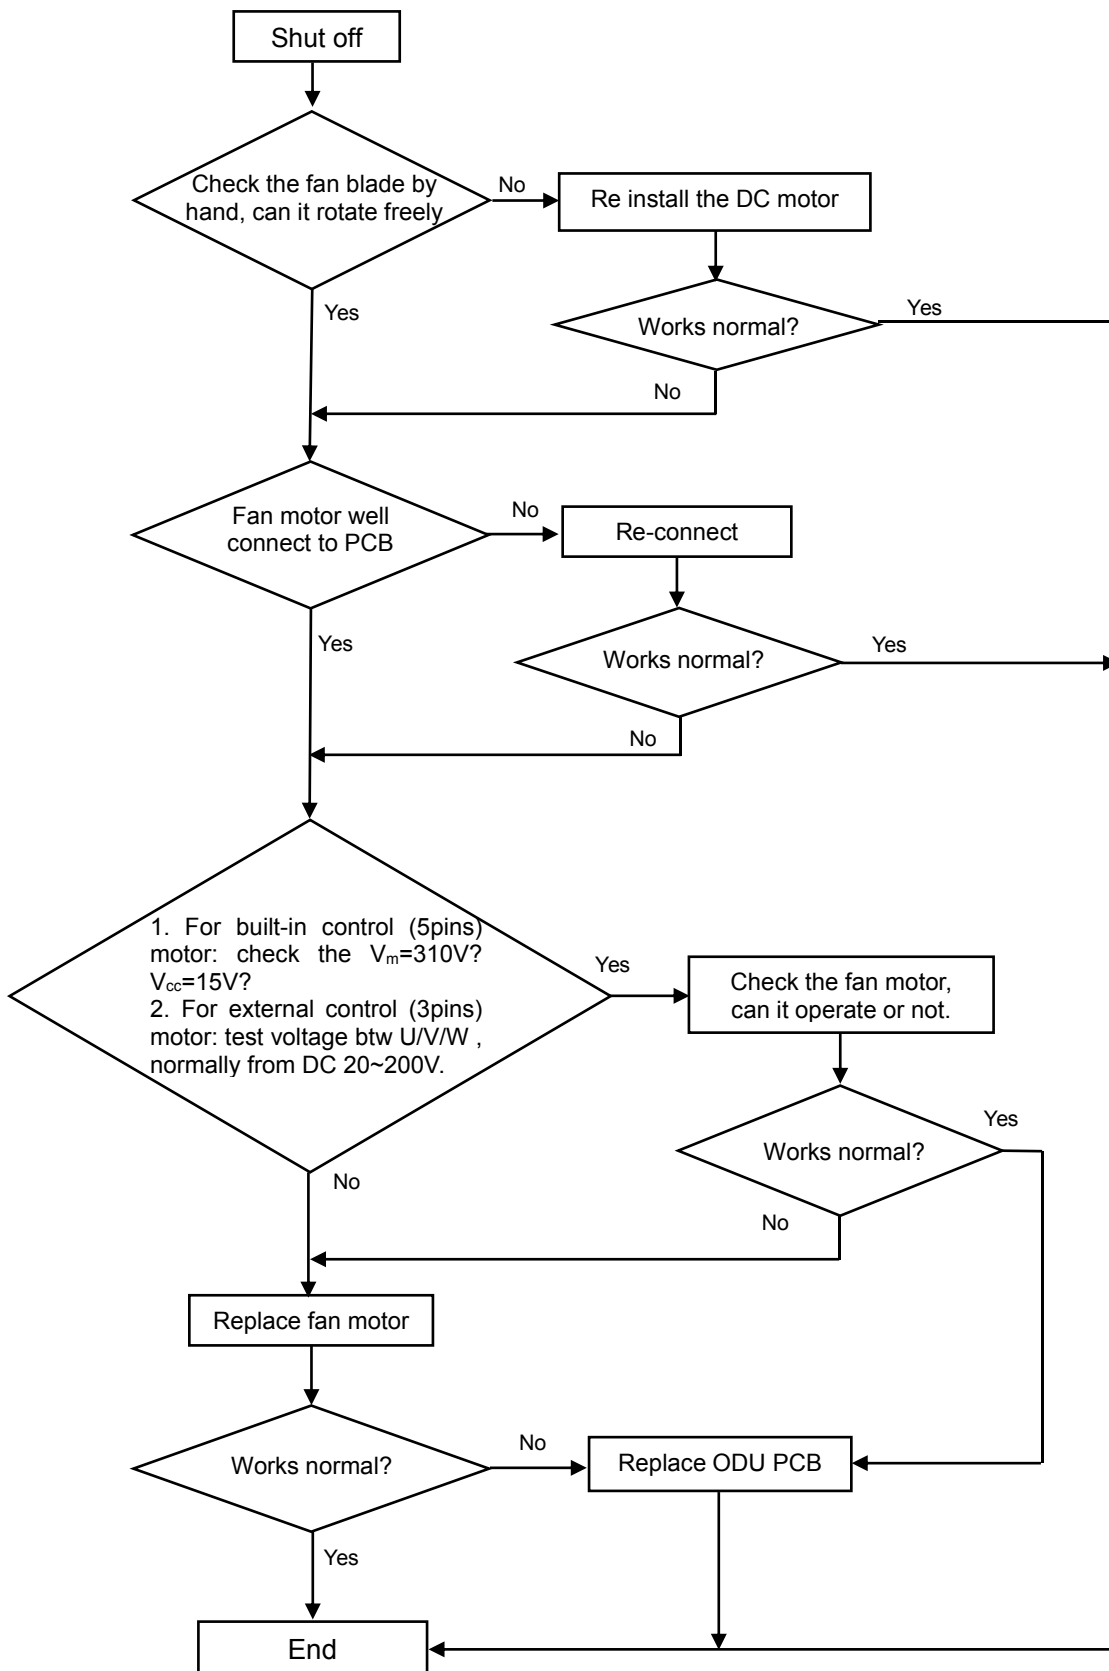 Shut off
Check the fan blade by
hand, can it rotate freely
No
Re install the DC motor
Yes
Works normal?
Yes
No
Fan motor well
connect to PCB
No
Re-connect
Yes
Works normal?
Yes
No
1. For built-in control (5pins)
motor: check the Vm=310V?
Vcc=15V?
2. For external control (3pins)
motor: test voltage btw U/V/W ,
normally from DC 20~200V.
Yes
Check the fan motor,
can it operate or not.
No
Works normal?
Yes
No
Replace fan motor
Works normal?
No
Replace ODU PCB
Yes
End